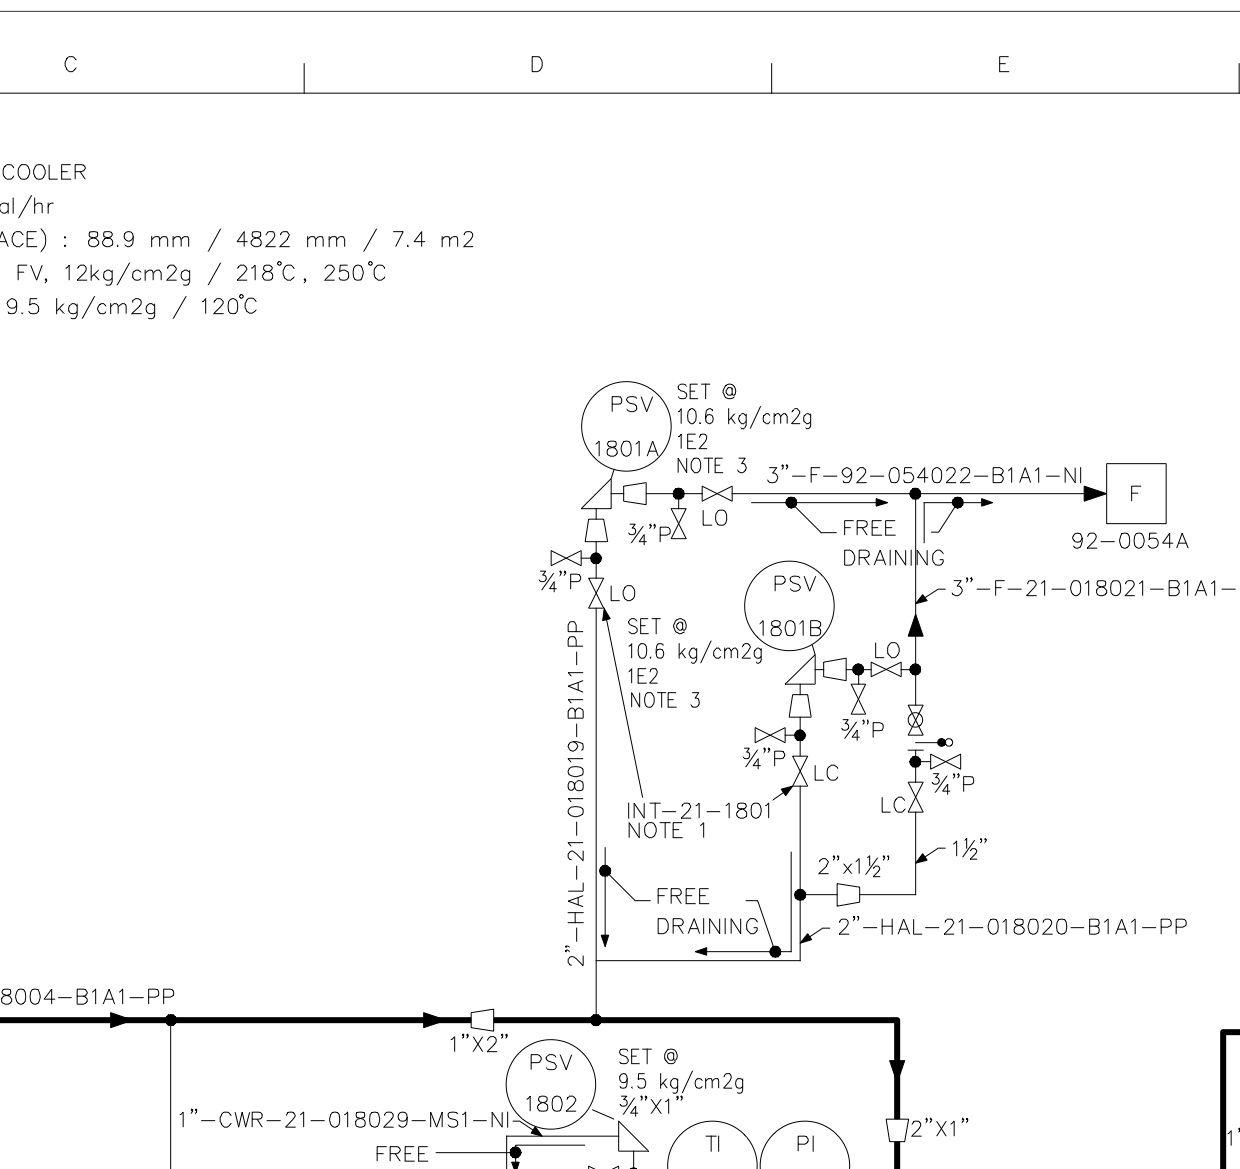 C
D
E
COOLER
al/hr
ACE) : 88.9 mm / 4822 mm / 7.4 m2
FV, 12kg/cm2g / 218°C, 250°C
9.5 kg/cm2g / 120°C
PSV
1801A
SET @
10.6 kg/cm2g
1E2
NOTE 3
3"-F-92-054022-B1A1-NI
F
92-0054A
LO
3/4"P
FREE
DRAINING
3/4"P
LO
PSV
1801B
SET @
10.6 kg/cm2g
1E2
NOTE 3
3"-F-21-018021-B1A1-
LO
3/4"P
3/4"P
LC
3/4"P
LC
INT-21-1801
NOTE 1
2"-HAL-21-018019-B1A1-PP
2"x1½"
1½"
FREE
DRAINING
2"-HAL-21-018020-B1A1-PP
8004-B1A1-PP
1"X2"
PSV
1802
SET @
9.5 kg/cm2g
3/4"X1"
1"-CWR-21-018029-MS1-NI
FREE
TI
PI
2"X1"
1"